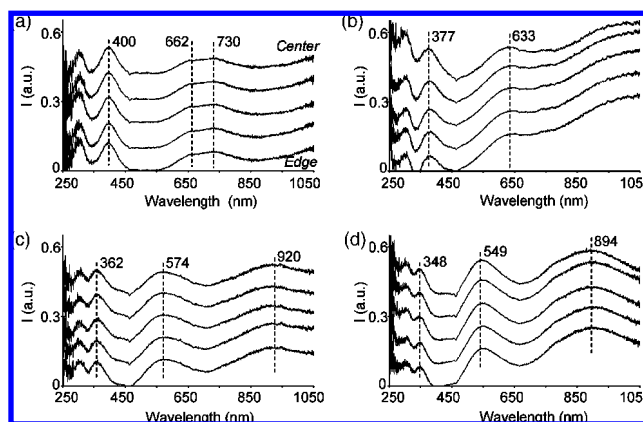 a)
400
662
730
Center
Edge
I (a.u.)
0.6
0.3
0
250 450 650 850 1050
Wavelength (nm)
(b)
377
633
I (a.u.)
0.6
0.3
0
250 450 650 850 105
Wavelength (nm)
c)
362
574
920
I (a.u.)
0.6
0.3
0
250 450 650 850 1050
Wavelength (nm)
(d)
348
549
894
I (a.u.)
0.6
0.3
0
250 450 650 850 105
Wavelength (nm)